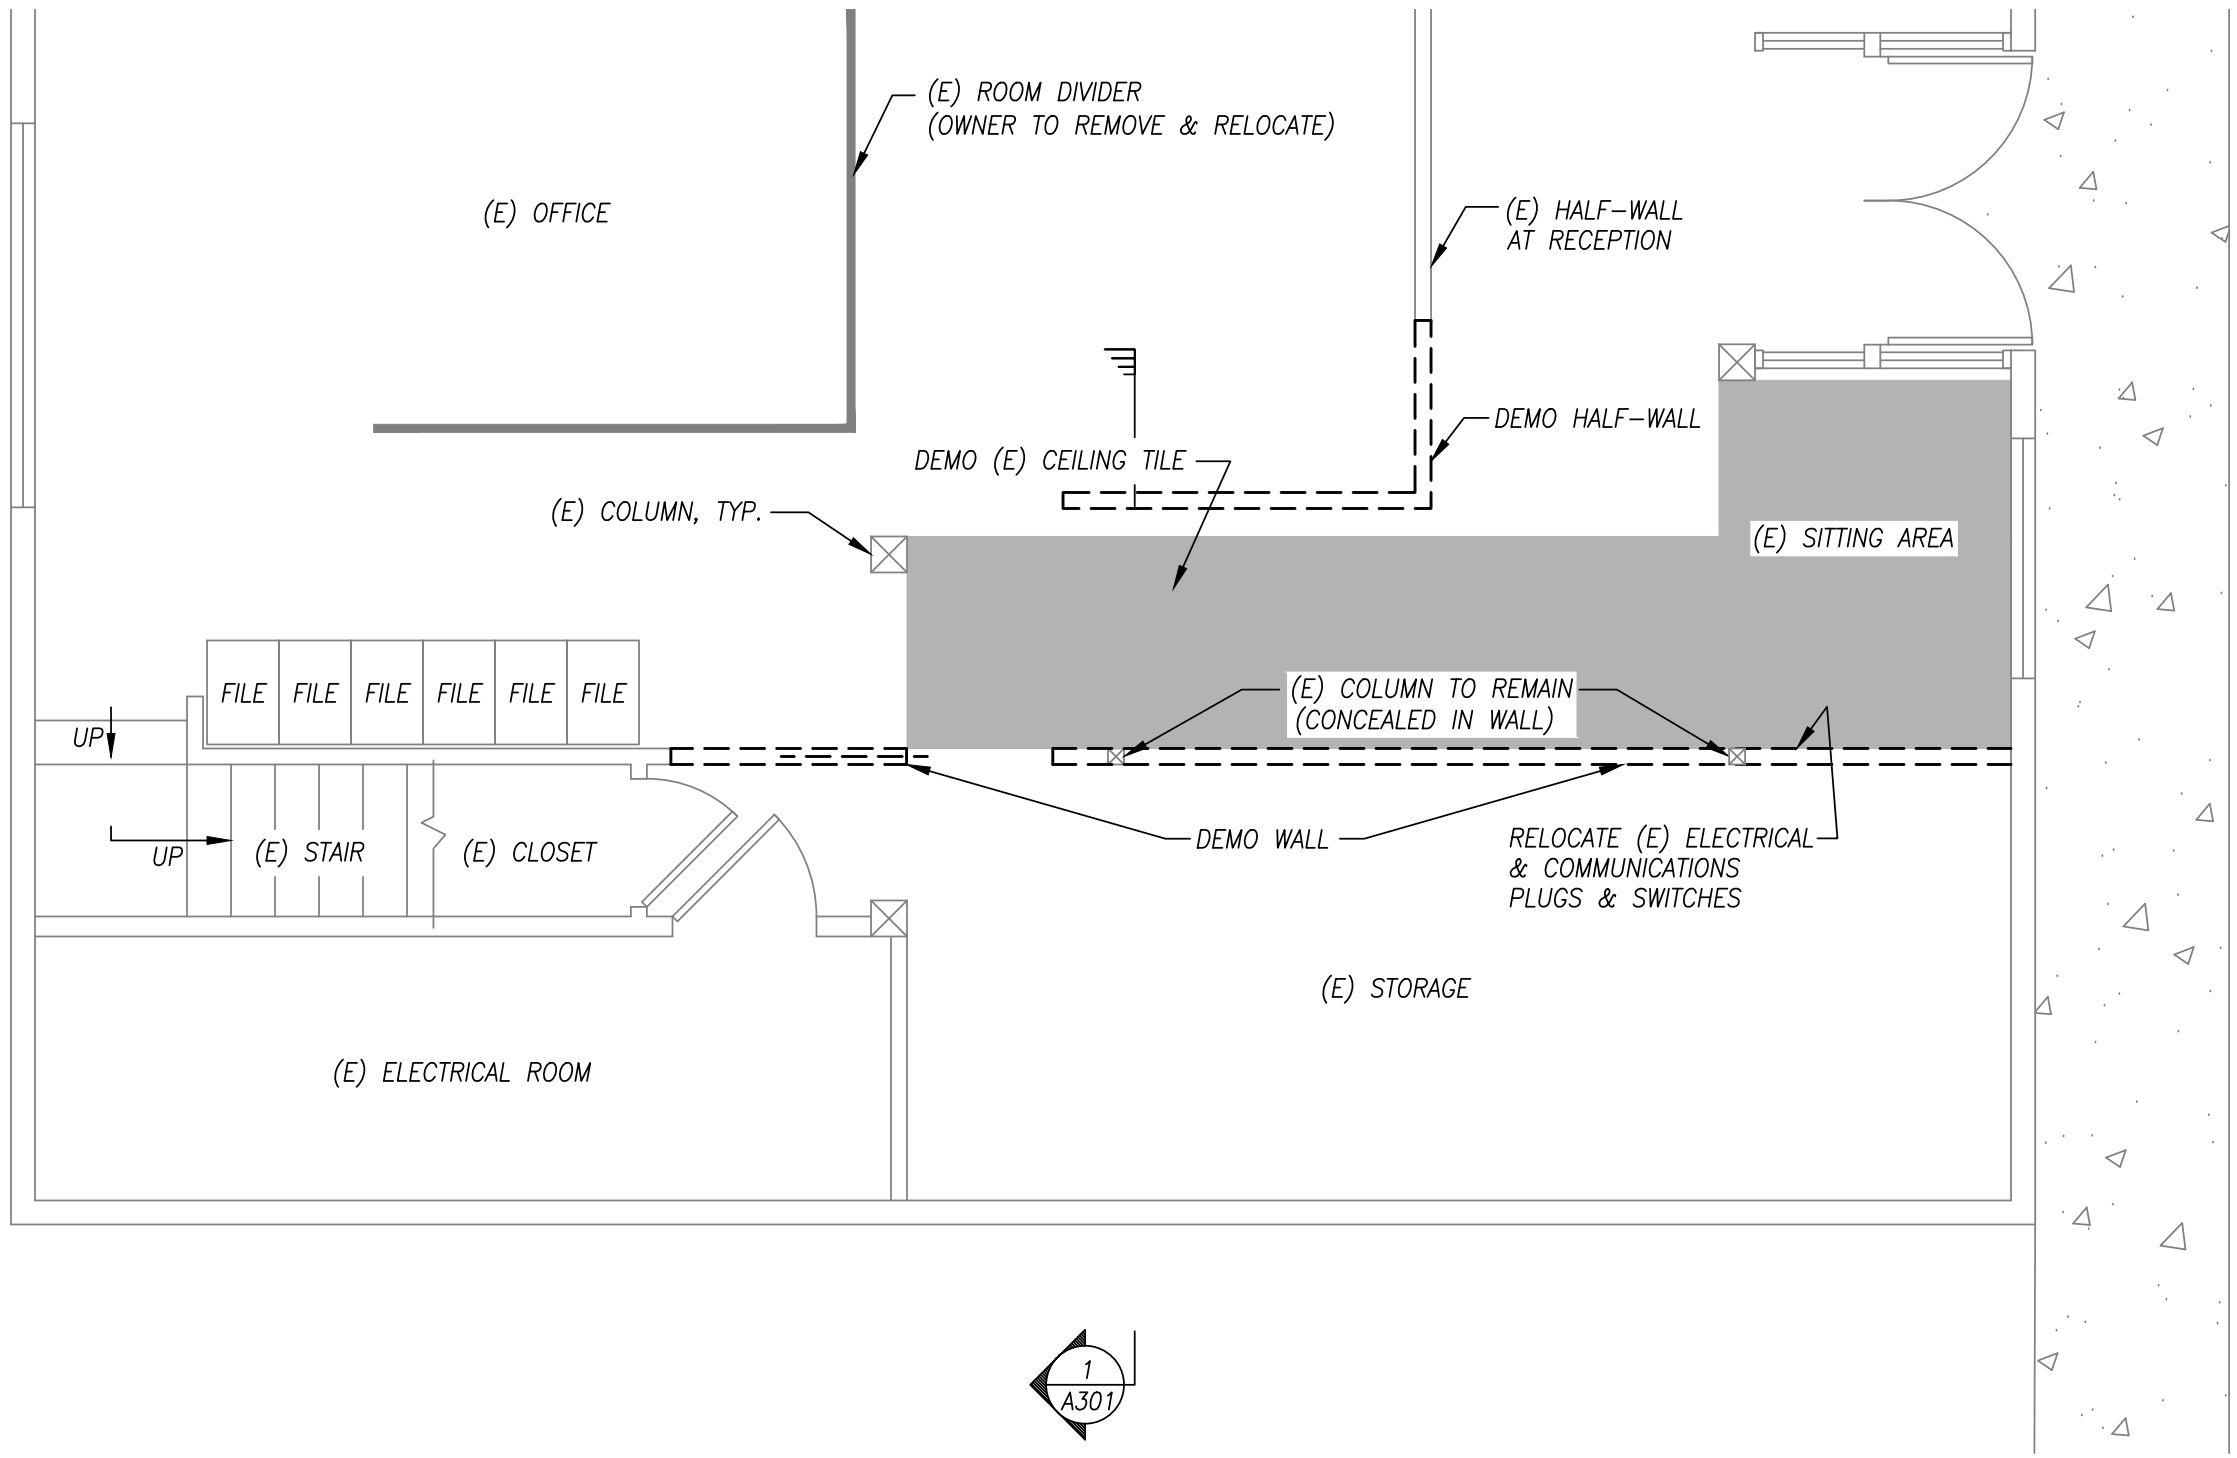 (E) ROOM DIVIDER
(OWNER TO REMOVE & RELOCATE)
(E) OFFICE
(E) HALF-WALL
AT RECEPTION
DEMO HALF-WALL
DEMO (E) CEILING TILE
(E) COLUMN, TYP.
(E) SITTING AREA
FILE FILE FILE FILE FILE FILE
(E) COLUMN TO REMAIN
(CONCEALED IN WALL)
UP
UP
(E) STAIR
(E) CLOSET
DEMO WALL
RELOCATE (E) ELECTRICAL
& COMMUNICATIONS
PLUGS & SWITCHES
(E) STORAGE
(E) ELECTRICAL ROOM
1
A301